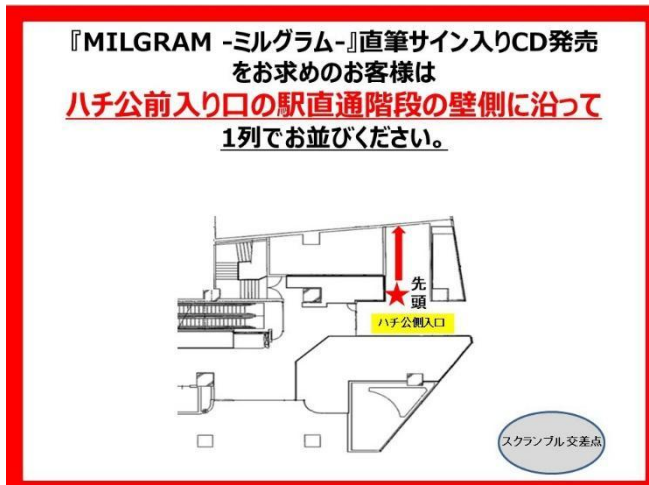 『MILGRAM -ミルグラム-』直筆サイン入りCD発売
をお求めのお客様は
ハチ公前入り口の駅直通階段の壁側に沿って
1列でお並びください。
先
頭
ハチ公側入口
スクランブル交差点